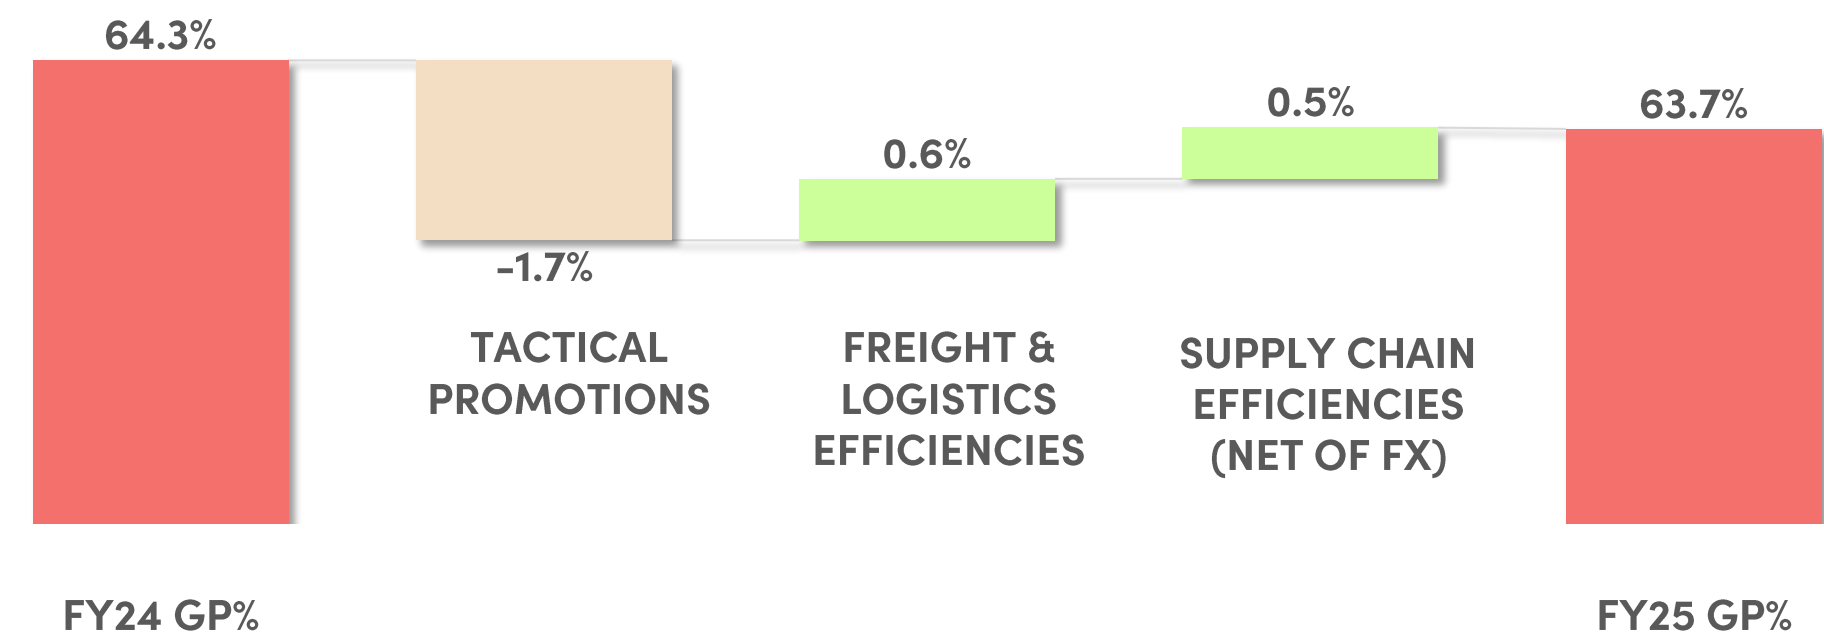 64.3%
-1.7%
0.6%
0.5%
63.7%
TACTICAL
PROMOTIONS
FREIGHT &
LOGISTICS
EFFICIENCIES
SUPPLY CHAIN
EFFICIENCIES
(NET OF FX)
FY24 GP%
FY25 GP%